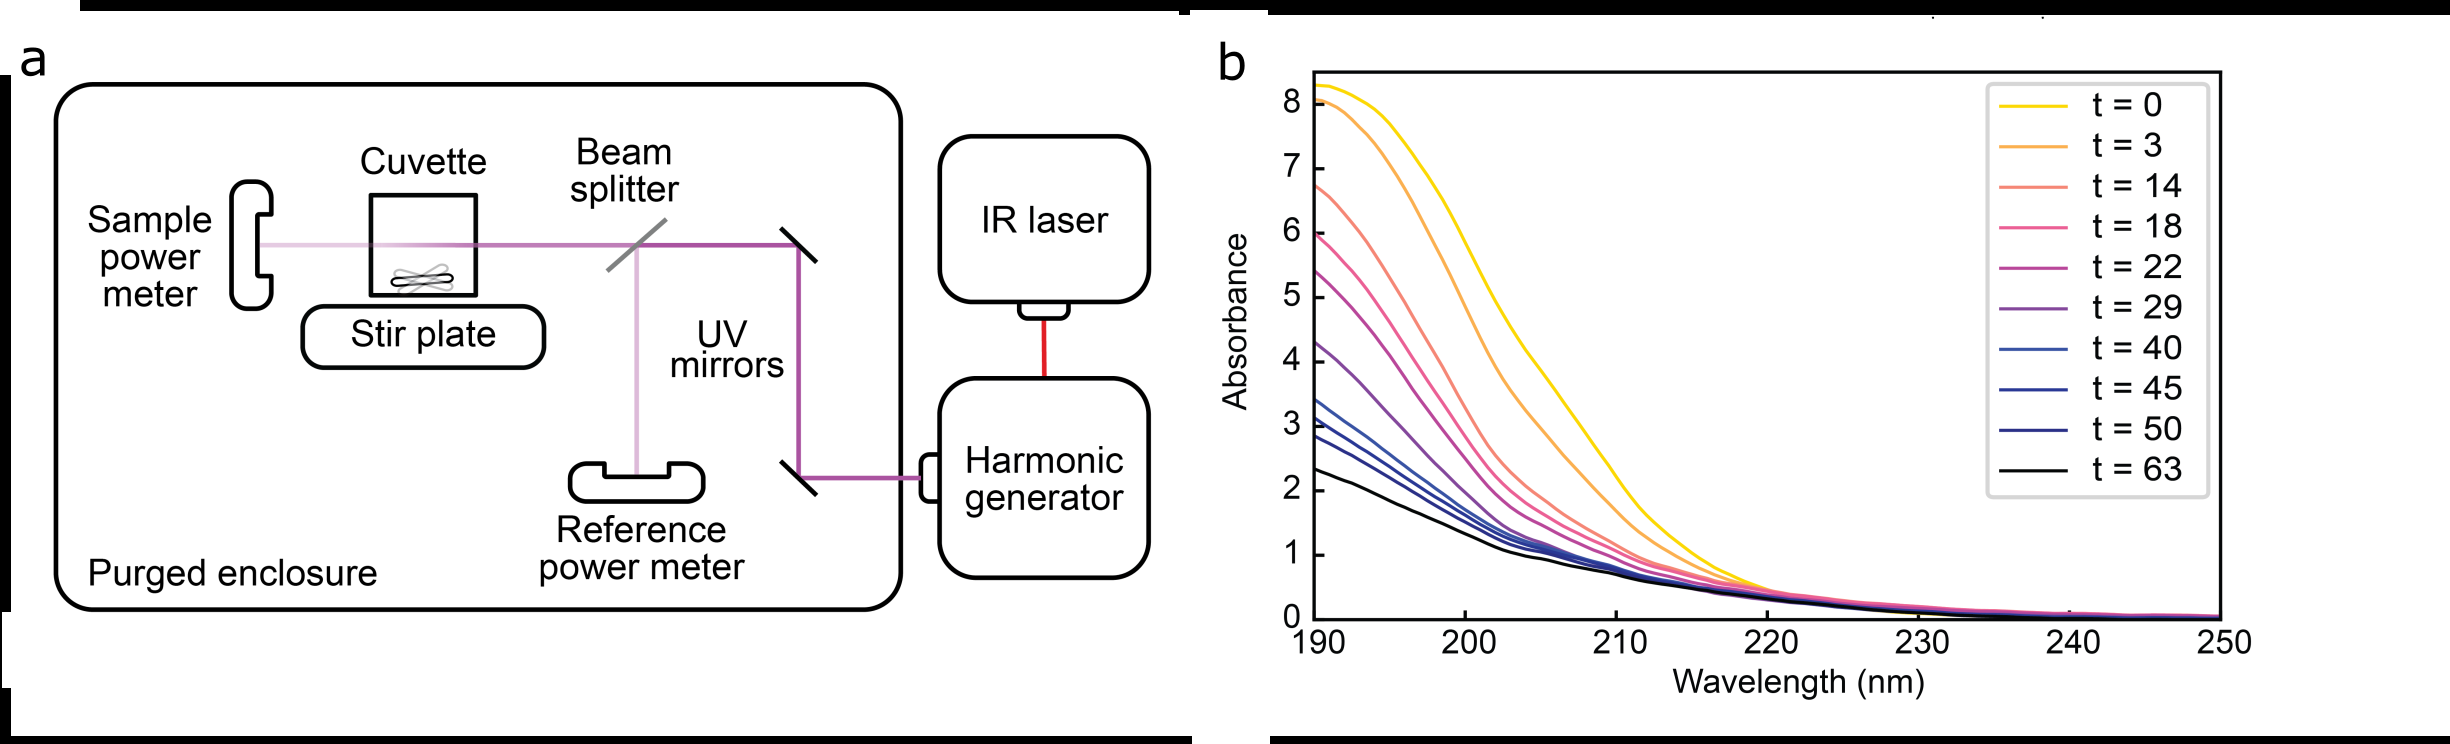 a
Cuvette
Beam
splitter
Sample
power
meter
Stir plate
UV
mirrors
IR laser
Harmonic
generator
Reference
power meter
Purged enclosure
b
Absorbance
8
7
6
5
4
3
2
1
0
190
200
210
220
230
240
250
Wavelength (nm)
t = 0
t = 3
t = 14
t = 18
t = 22
t = 29
t = 40
t = 45
t = 50
t = 63